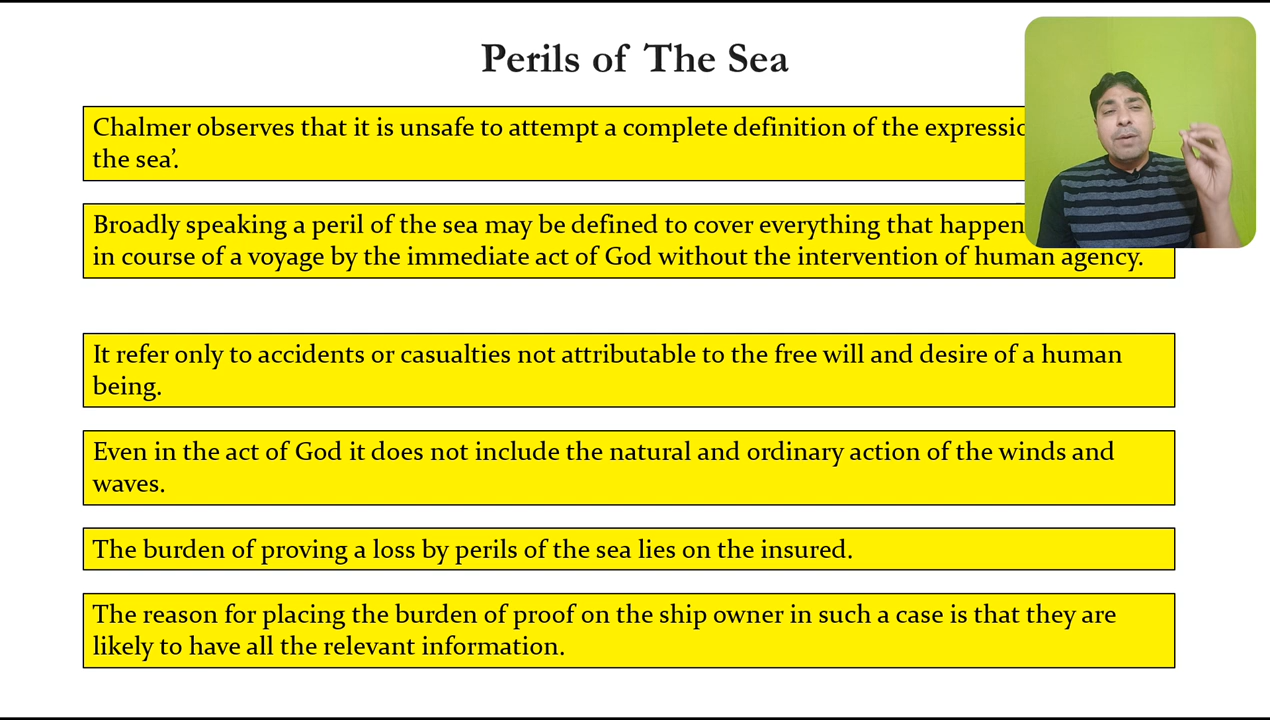 Perils of The Sea
Chalmer observes that it is unsafe to attempt a complete definition of the
the sea'.
Broadly speaking a peril of the sea may be defined to cover everything that
in course of a voyage by the immediate act of God without the intervention of human agency.
It refer only to accidents or casualties not attributable to the free will and desire of a human
being.
Even in the act of God it does not include the natural and ordinary action of the winds and
waves.
The burden of proving a loss by perils of the sea lies on the insured.
The reason for placing the burden of proof on the ship owner in such a case is that they are
likely to have all the relevant information.